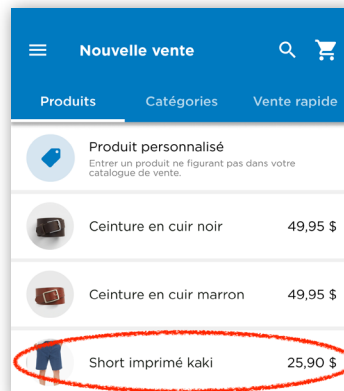 Nouvelle vente
Produits Catégories Vente rapide
Produit personnalisé
Entrer un produit ne figurant pas dans votre
catalogue de vente.
Ceinture en cuir noir 49,95 $
Ceinture en cuir marron 49,95 $
Short imprimé kaki 25,90 $